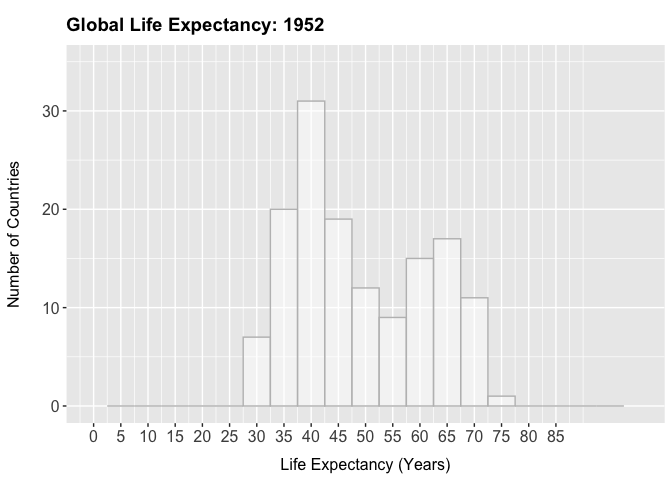 Global Life Expectancy: 1952
Number of Countries
30
20
10
0
0 5 10 15 20 25 30 35 40 45 50 55 60 65 70 75 80 85
Life Expectancy (Years)